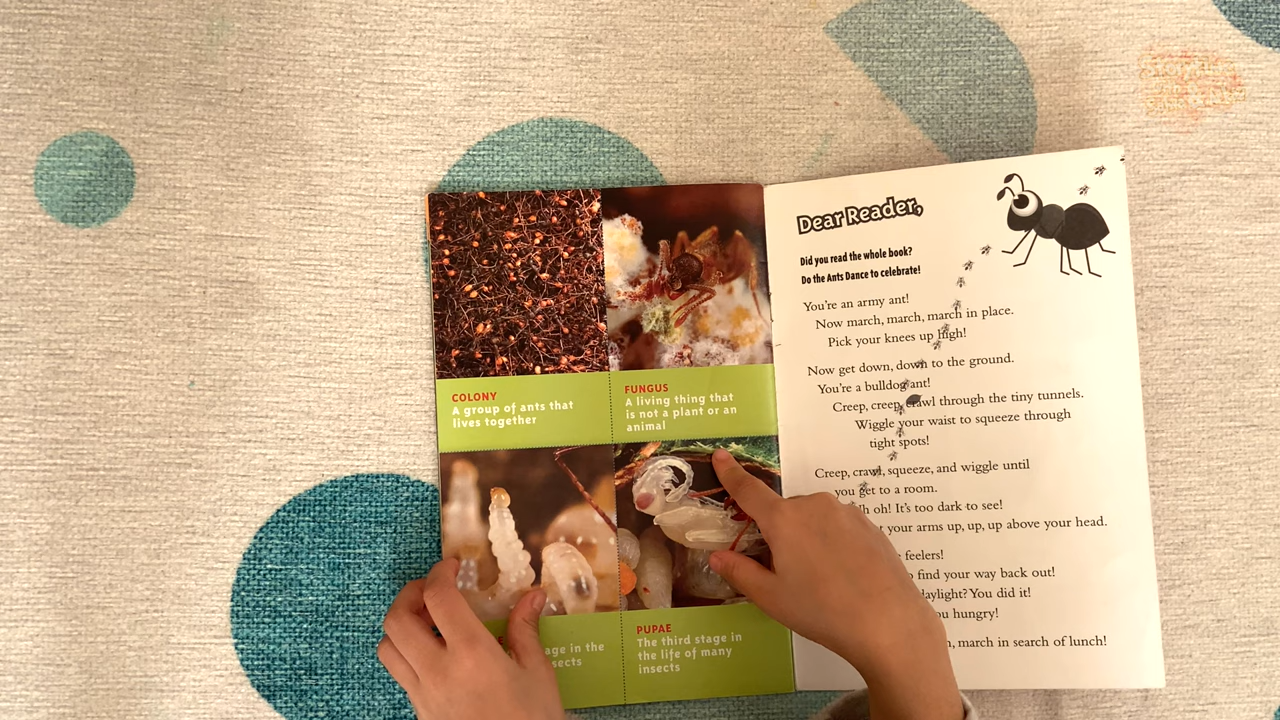 COLONY
A group of ants that
lives together
FUNGUS
A living thing that
is not a plant or an
animal
age in the
sects
PUPAE
The third stage in
the life of many
insects
Dear Reader,
Did you read the whole book?
Do the Ants Dance to celebrate!
You're an army ant!
Now march, march, march in place.
Pick your knees up high!
Now get down, down to the ground.
You're a bulldog ant!
Creep, creep, crawl through the tiny tunnels.
Wiggle your waist to squeeze through
tight spots!
Creep, crawl, squeeze, and wiggle until
you get to a room.
oh! It's too dark to see!
your arms up, up, up above your head.
feelers!
find your way back out!
daylight? You did it!
hungry!
march in search of lunch!